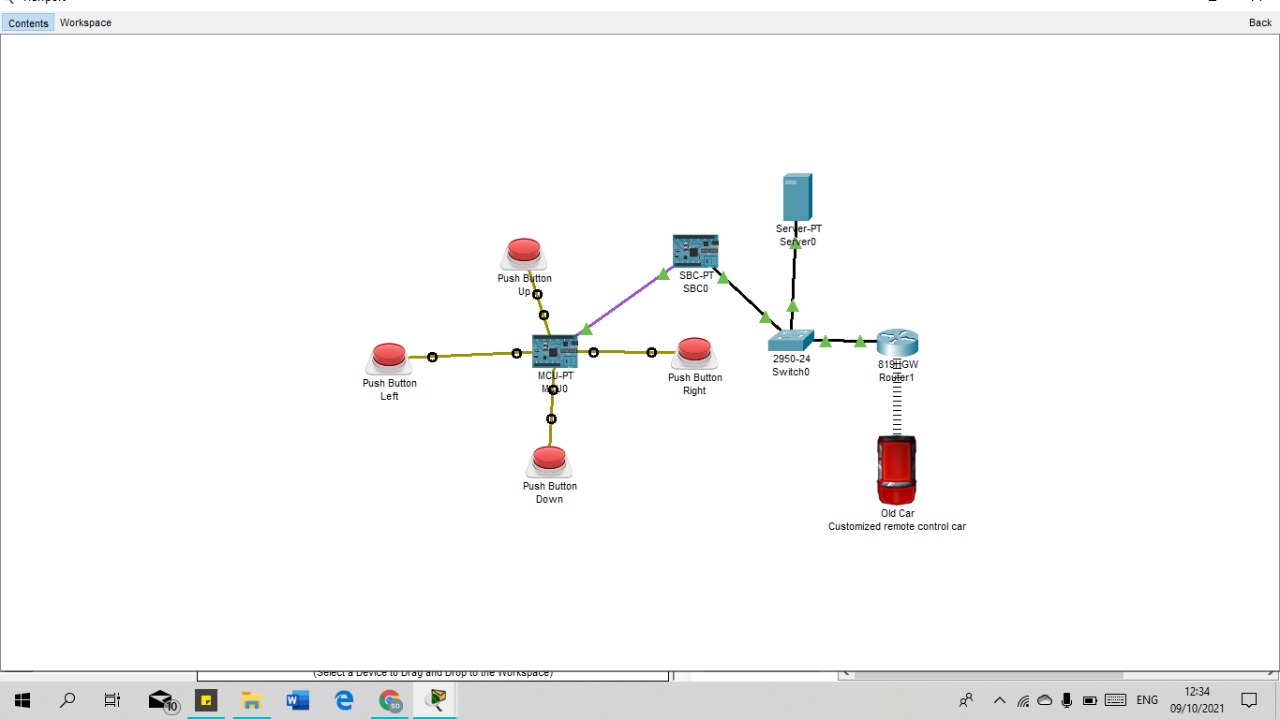 Contents Workspace Back
Server-PT
Server0
SBC-PT
SBC0
Push Button
Up
2950-24
Switch0
Router1
MCU-PT
Push Button
Left
Push Button
Right
Push Button
Down
Old Car
Customized remote control car
(Select a Device to Drag and Drop to the Workspace)
10
ENG
12:34
09/10/2021